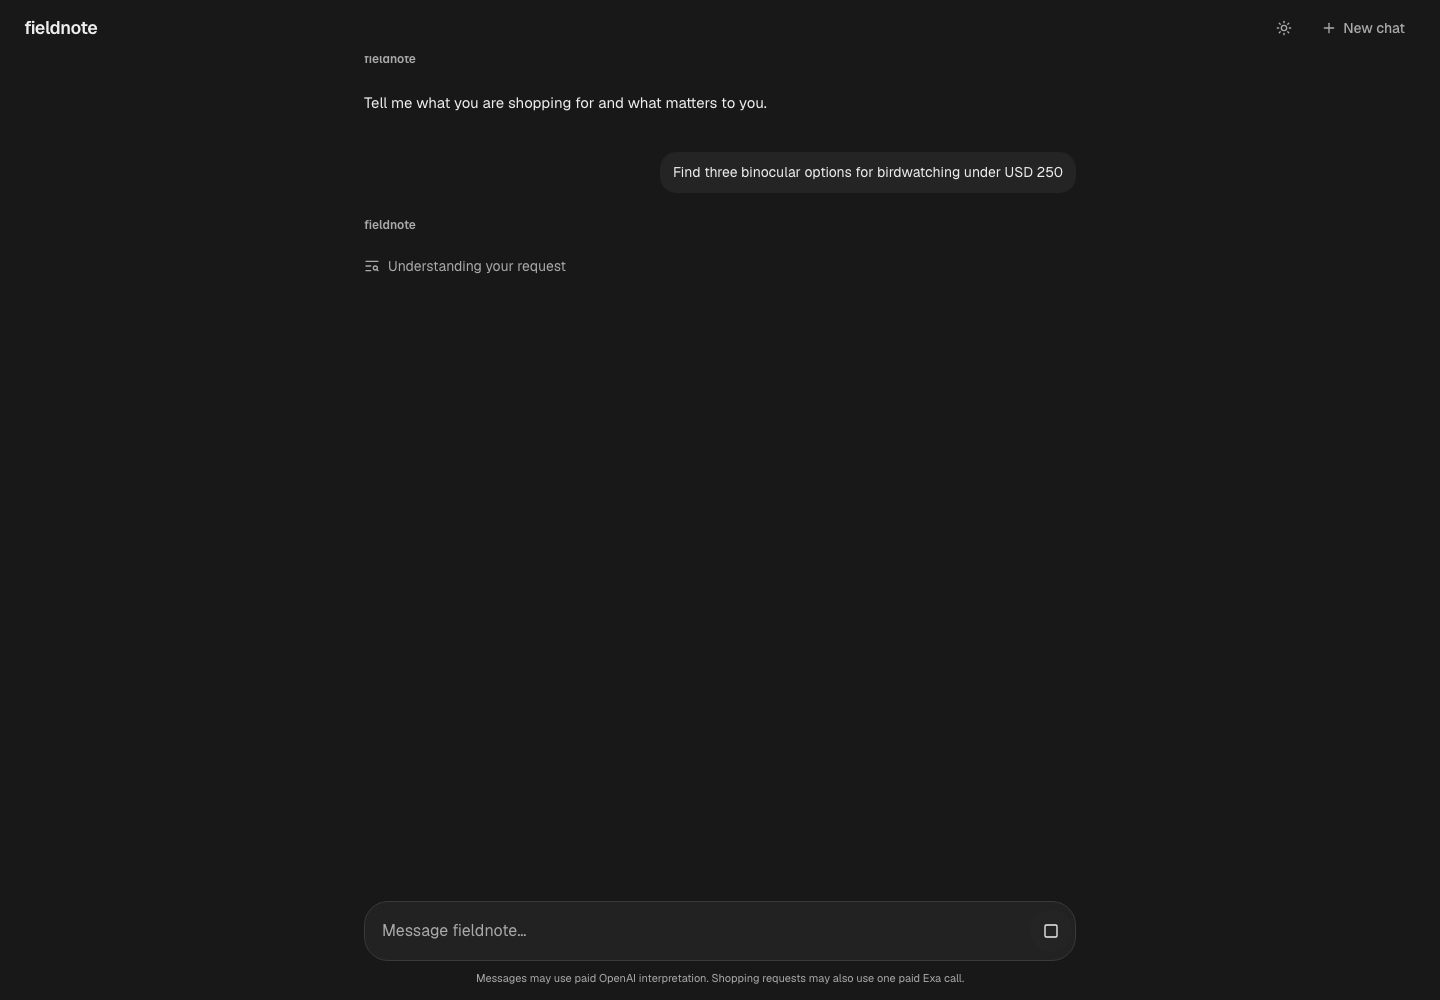 fieldnote
New chat
fieldnote
Tell me what you are shopping for and what matters to you.
Find three binocular options for birdwatching under USD 250
fieldnote
Understanding your request
Message fieldnote...
Messages may use paid OpenAI interpretation. Shopping requests may also use one paid Exa call.